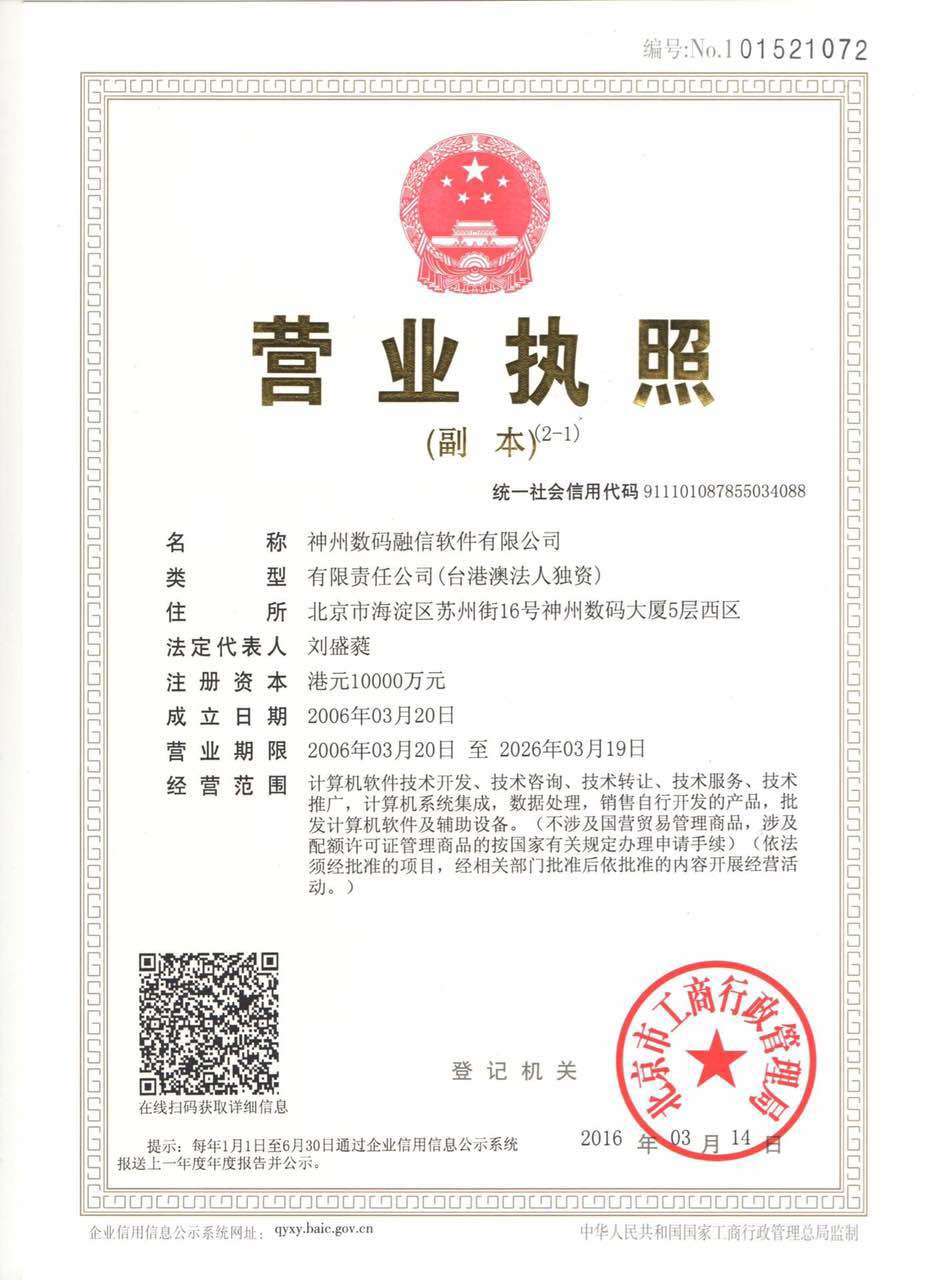 编号:No.101521072
营业执照
(副 本)(2-1)
统一社会信用代码 911101087855034088
名称 神州数码融信软件有限公司
类型 有限责任公司(台港澳法人独资)
住所 北京市海淀区苏州街16号神州数码大厦5层西区
法定代表人 刘盛蕤
注册资本 港元10000万元
成立日期 2006年03月20日
营业期限 2006年03月20日 至 2026年03月19日
经营范围 计算机软件技术开发、技术咨询、技术转让、技术服务、技术
推广，计算机系统集成，数据处理，销售自行开发的产品，批
发计算机软件及辅助设备。（不涉及国营贸易管理商品，涉及
配额许可证管理商品的按国家有关规定办理申请手续）（依法
须经批准的项目，经相关部门批准后依批准的内容开展经营活
动。）
在线扫码获取详细信息
登记机关
北京市工商行政管理局
2016 年 03 月 14 日
提示：每年1月1日至6月30日通过企业信用信息公示系统
报送上一年度年度报告并公示。
企业信用信息公示系统网址： qyxy.baic.gov.cn
中华人民共和国国家工商行政管理总局监制